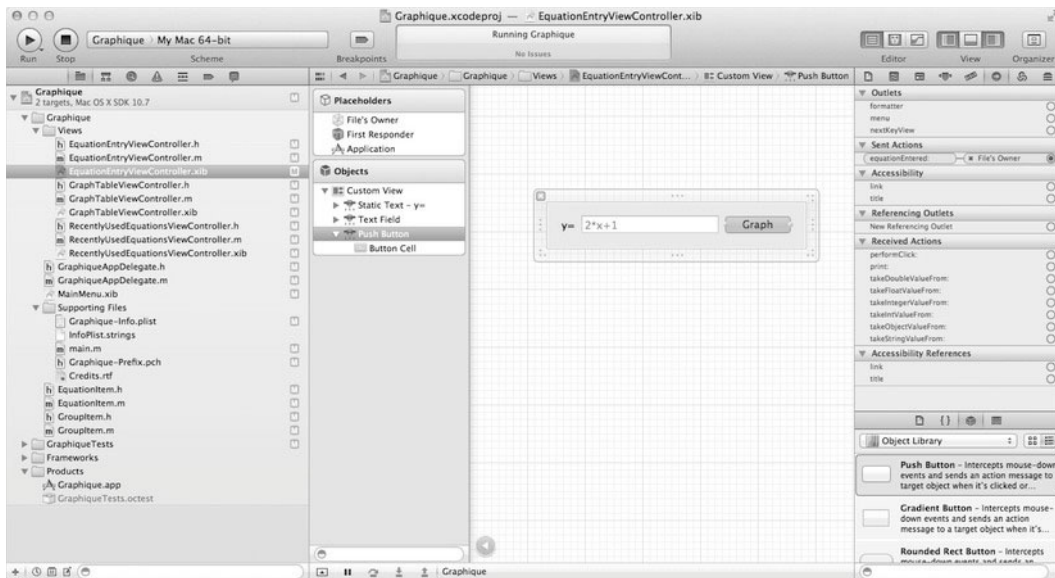 Graphique.xcodeproj — EquationEntryViewController.xib
Run
Stop
Graphique
My Mac 64-bit
Scheme
Breakpoints
Running Graphique
No Issues
Editor
View
Organizer
Graphique
2 targets, Mac OS X SDK 10.7
Graphique
Views
EquationEntryViewController.h
EquationEntryViewController.m
EquationEntryViewController.xib
GraphTableViewController.h
GraphTableViewController.m
GraphTableViewController.xib
RecentlyUsedEquationsViewController.h
RecentlyUsedEquationsViewController.m
RecentlyUsedEquationsViewController.xib
GraphiqueAppDelegate.h
GraphiqueAppDelegate.m
MainMenu.xib
Supporting Files
Graphique-Info.plist
InfoPlist.strings
main.m
Graphique-Prefix.pch
Credits.rtf
EquationItem.h
EquationItem.m
GroupItem.h
GroupItem.m
GraphiqueTests
Frameworks
Products
Graphique.app
GraphiqueTests.octest
Graphique
Graphique
Views
EquationEntryViewCont...
Custom View
Push Button
Placeholders
File's Owner
First Responder
Application
Objects
Custom View
Static Text - y=
Text Field
Push Button
Button Cell
y= 2*x+1 Graph
Graphique
Outlets
formatter
menu
nextKeyView
Sent Actions
equationEntered: File's Owner
Accessibility
link
title
Referencing Outlets
New Referencing Outlet
Received Actions
performClick:
print:
takeDoubleValueFrom:
takeFloatValueFrom:
takeIntegerValueFrom:
takeIntValueFrom:
takeObjectValueFrom:
takeStringValueFrom:
Accessibility References
link
title
Object Library
Push Button - Intercepts mouse-down
events and sends an action message to
target object when it's clicked or...
Gradient Button - Intercepts mouse-
down events and sends an action
message to a target object when it's...
Rounded Rect Button - Intercepts
mouse-down events and sends an